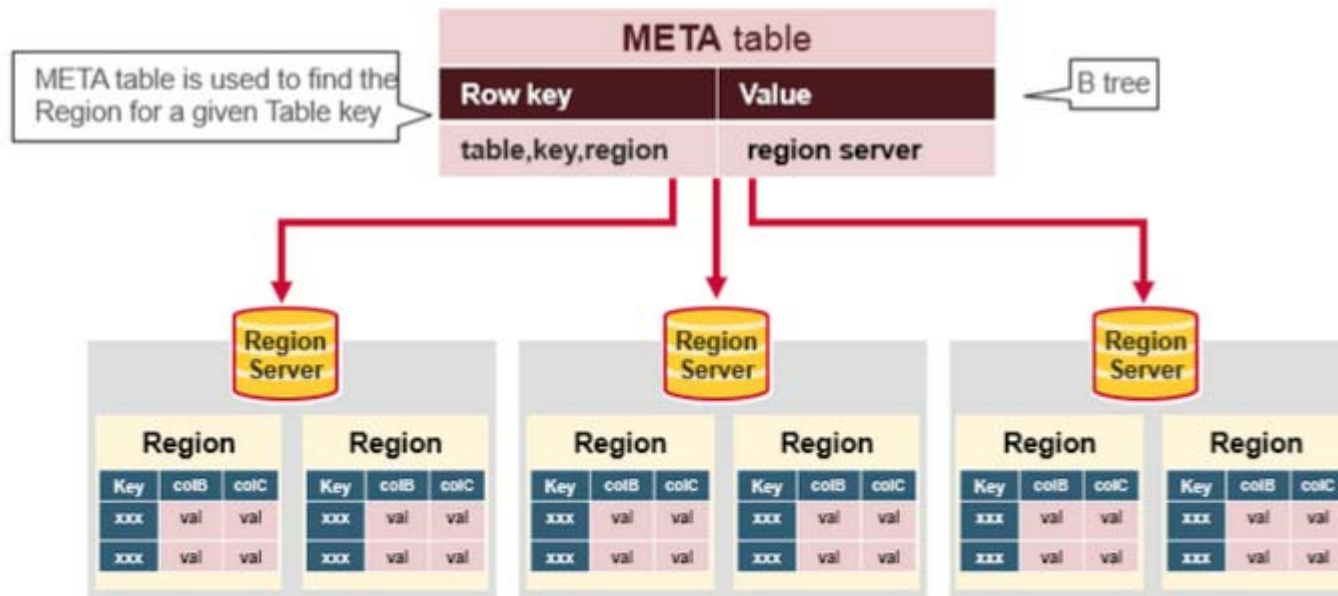 META table
META table is used to find the
Region for a given Table key
B tree
Row key Value
table,key,region region server
Region
Server
Region
Server
Region
Server
Region Region Region Region Region Region
Key colB colC Key colB colC Key colB colC Key colB colC Key colB colC Key colB colC
xxx val val xxx val val xxx val val xxx val val xxx val val xxx val val
xxx val val xxx val val xxx val val xxx val val xxx val val xxx val val